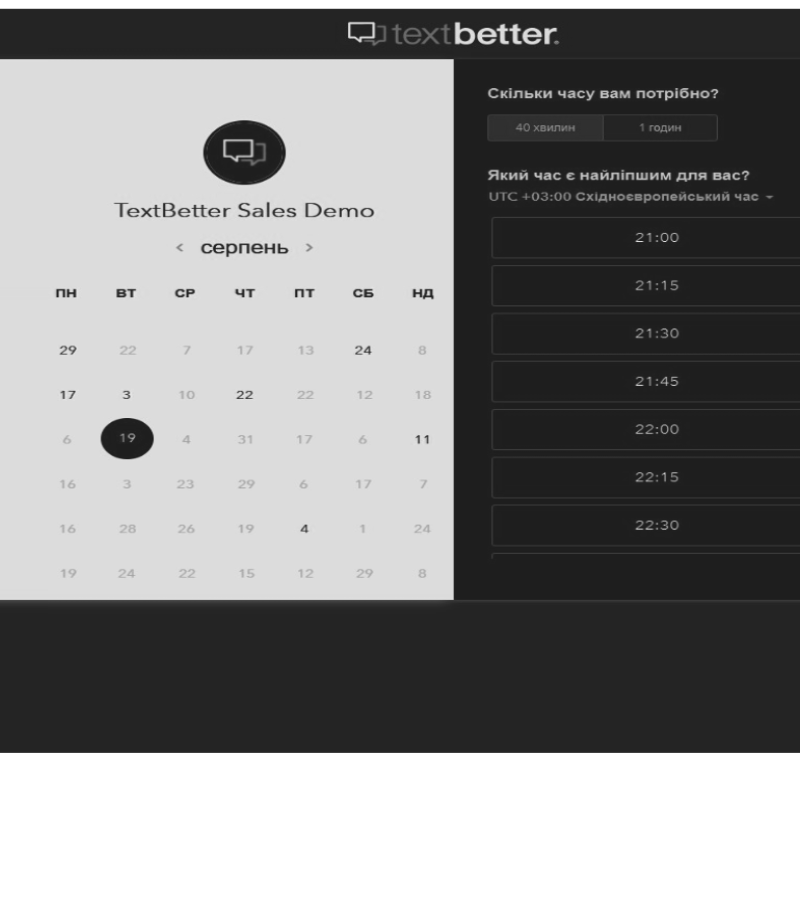 textbetter.
TextBetter Sales Demo
< серпень >
ПН ВТ СР ЧТ ПТ СБ НД
29 22 7 17 13 24 8
17 3 10 22 22 12 18
6 19 4 31 17 6 11
16 3 23 29 6 17 7
16 28 26 19 4 1 24
19 24 22 15 12 29 8
Скільки часу вам потрібно?
40 хвилин 1 годин
Який час є найліпшим для вас?
UTC +03:00 Східноєвропейський час
21:00
21:15
21:30
21:45
22:00
22:15
22:30